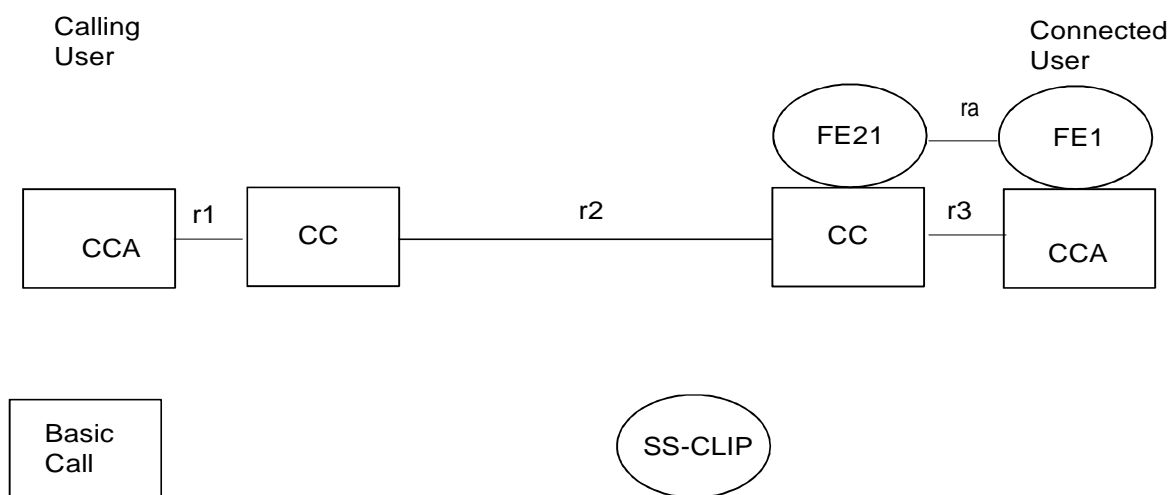 Calling
User
Connected
User
FE21
ra
FE1
CCA
r1
CC
r2
CC
r3
CCA
Basic
Call
SS-CLIP